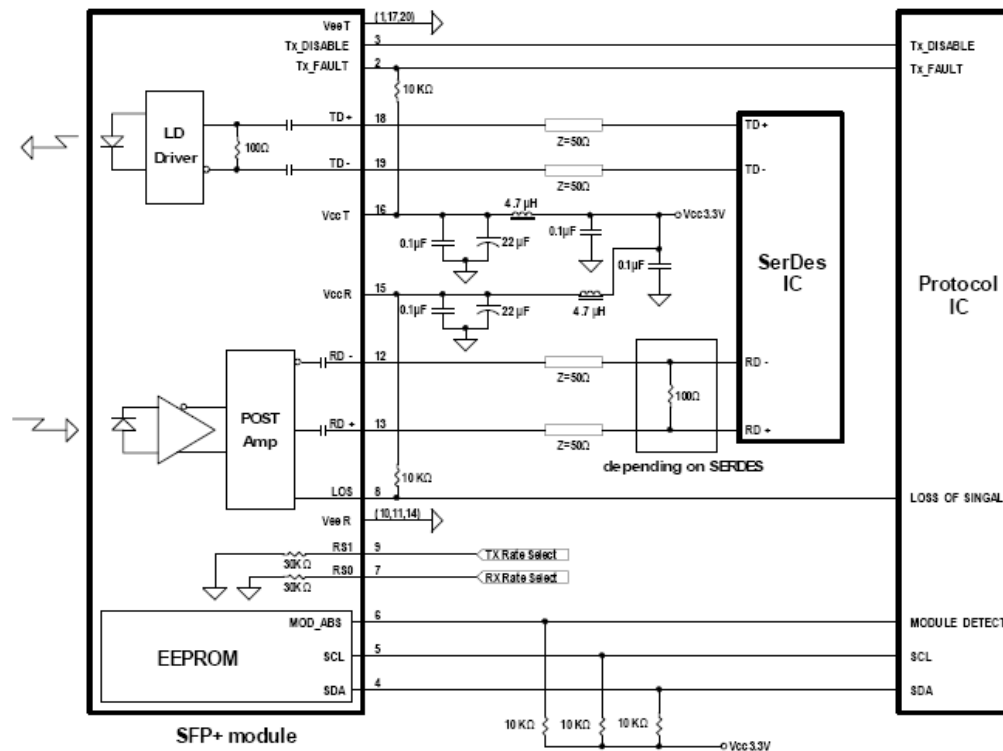 VeeT (1,17,20)
Tx_DISABLE 3 Tx_DISABLE
Tx_FAULT 2 Tx_FAULT
10 KΩ
LD Driver
100Ω
TD+ 18 Z=50Ω TD+
TD- 19 Z=50Ω TD-
VccT 16 4.7 µH Vcc3.3V
0.1µF 22 µF 0.1µF 0.1µF
SerDes IC
Protocol IC
VccR 15 4.7 µH
0.1µF 22 µF
RD - 12 Z=50Ω RD -
100Ω
POST Amp
RD + 13 Z=50Ω RD +
depending on SERDES
10 KΩ
LOS 8 LOSS OF SINGAL
VeeR (10,11,14)
RS1 9 TX Rate Select
30KΩ
RS0 7 RX Rate Select
30KΩ
MOD_ABS 6 MODULE DETECT
EEPROM
SCL 5 SCL
SDA 4 SDA
10 KΩ 10 KΩ 10 KΩ
Vcc3.3V
SFP+ module